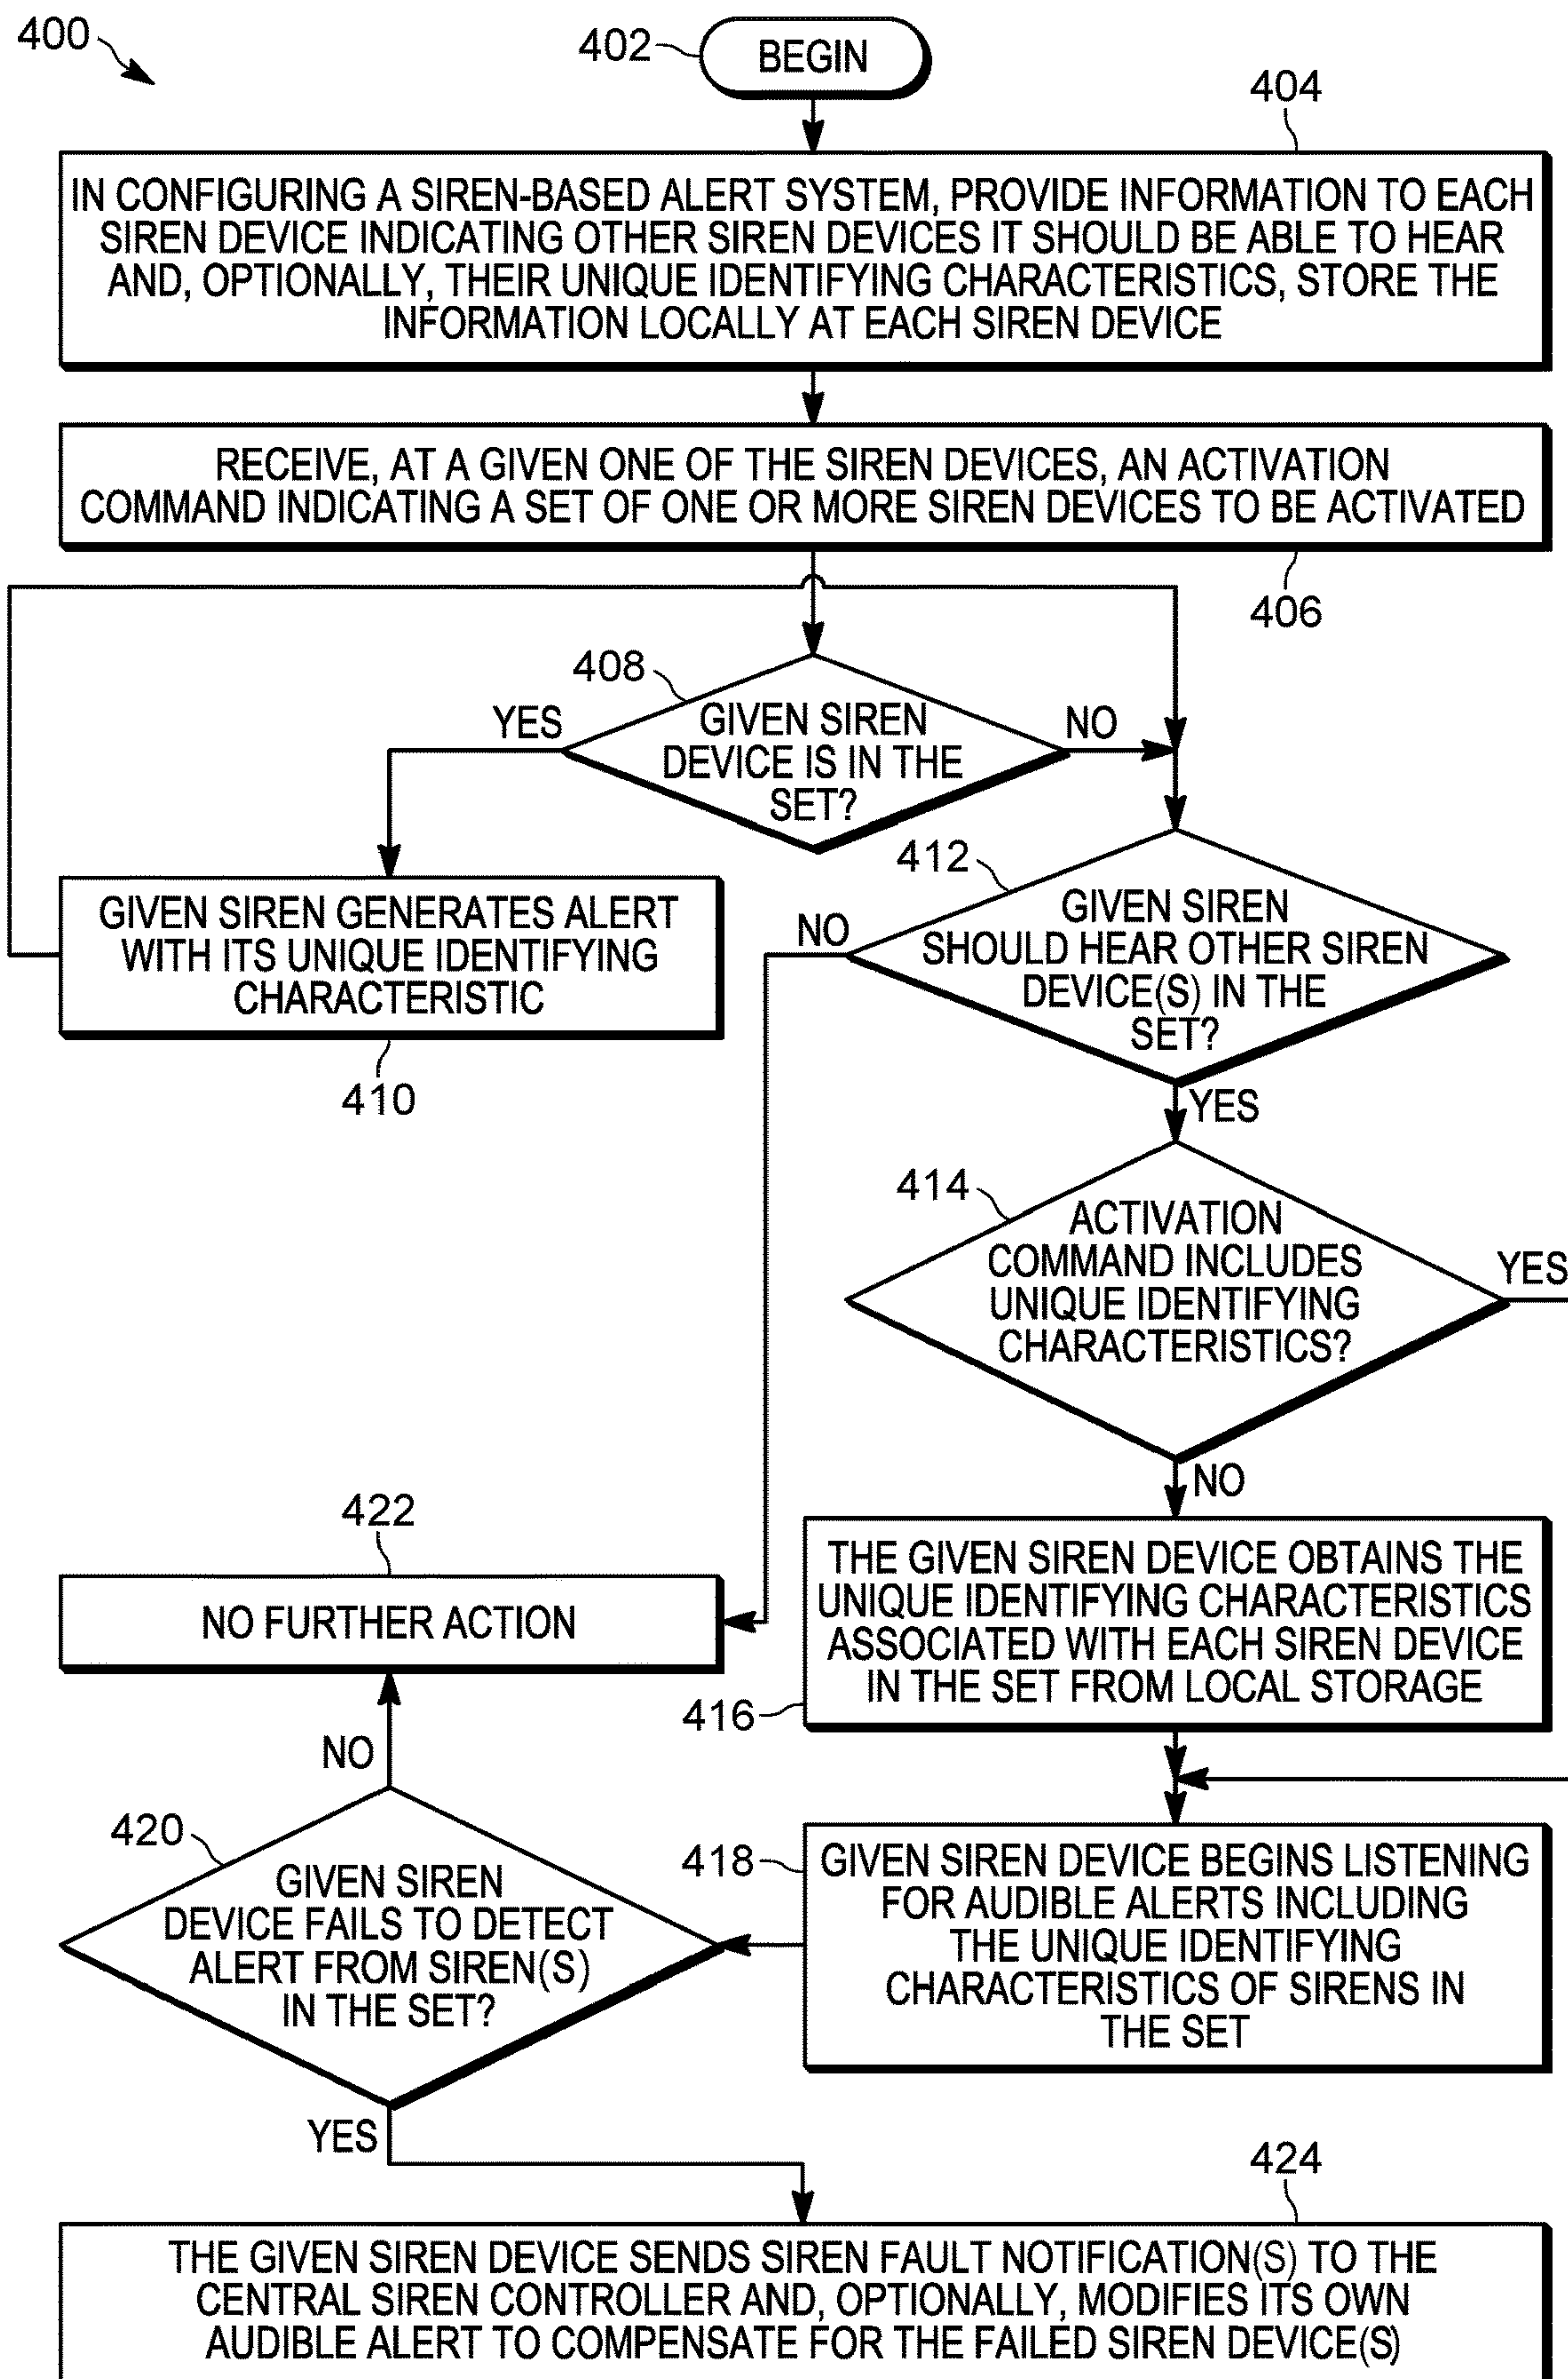 400
402
BEGIN
404
IN CONFIGURING A SIREN-BASED ALERT SYSTEM, PROVIDE INFORMATION TO EACH
SIREN DEVICE INDICATING OTHER SIREN DEVICES IT SHOULD BE ABLE TO HEAR
AND, OPTIONALLY, THEIR UNIQUE IDENTIFYING CHARACTERISTICS, STORE THE
INFORMATION LOCALLY AT EACH SIREN DEVICE
RECEIVE, AT A GIVEN ONE OF THE SIREN DEVICES, AN ACTIVATION
COMMAND INDICATING A SET OF ONE OR MORE SIREN DEVICES TO BE ACTIVATED
406
408
GIVEN SIREN
DEVICE IS IN THE
SET?
YES
NO
GIVEN SIREN GENERATES ALERT
WITH ITS UNIQUE IDENTIFYING
CHARACTERISTIC
410
412
GIVEN SIREN
SHOULD HEAR OTHER SIREN
DEVICE(S) IN THE
SET?
NO
YES
414
ACTIVATION
COMMAND INCLUDES
UNIQUE IDENTIFYING
CHARACTERISTICS?
YES
NO
THE GIVEN SIREN DEVICE OBTAINS THE
UNIQUE IDENTIFYING CHARACTERISTICS
ASSOCIATED WITH EACH SIREN DEVICE
IN THE SET FROM LOCAL STORAGE
416
422
NO FURTHER ACTION
NO
418
GIVEN SIREN DEVICE BEGINS LISTENING
FOR AUDIBLE ALERTS INCLUDING
THE UNIQUE IDENTIFYING
CHARACTERISTICS OF SIRENS IN
THE SET
420
GIVEN SIREN
DEVICE FAILS TO DETECT
ALERT FROM SIREN(S)
IN THE SET?
YES
424
THE GIVEN SIREN DEVICE SENDS SIREN FAULT NOTIFICATION(S) TO THE
CENTRAL SIREN CONTROLLER AND, OPTIONALLY, MODIFIES ITS OWN
AUDIBLE ALERT TO COMPENSATE FOR THE FAILED SIREN DEVICE(S)